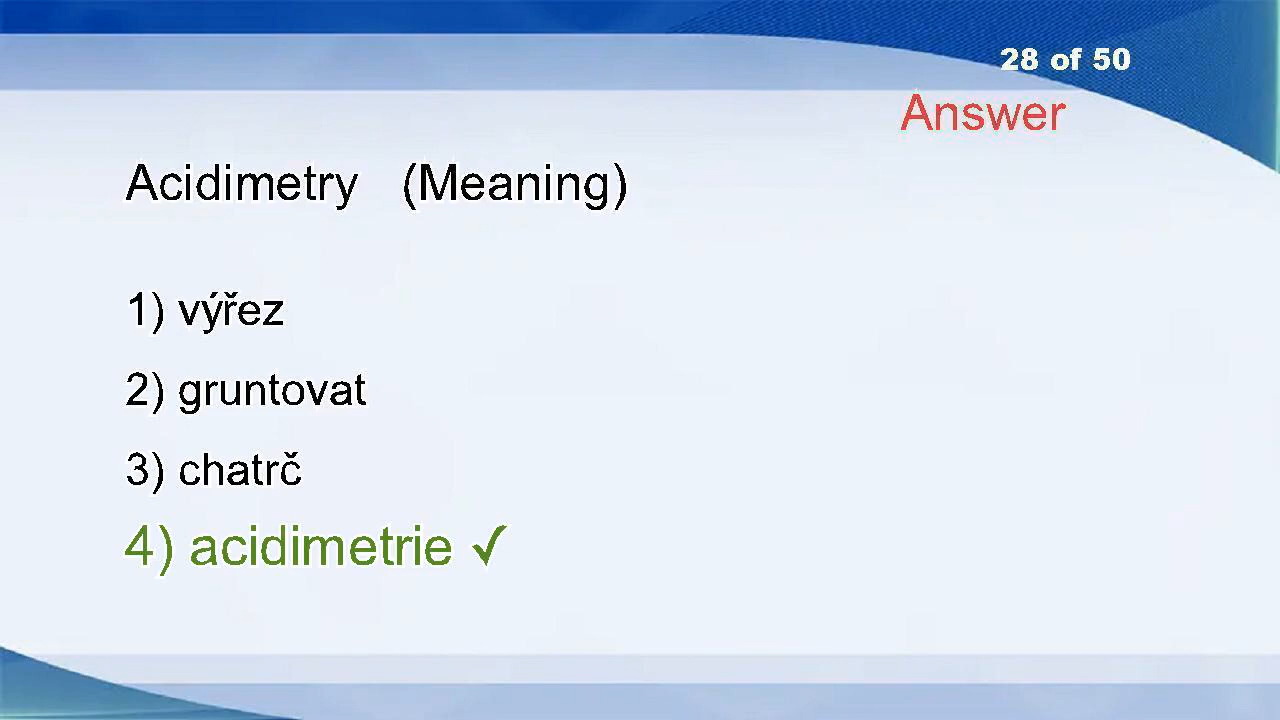 28 of 50
Answer
Acidimetry (Meaning)
1) výřez
2) gruntovat
3) chatrč
4) acidimetrie ✓